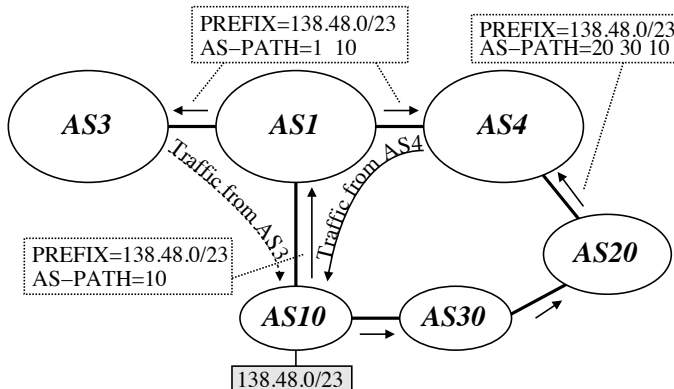 PREFIX=138.48.0/23
AS−PATH=1 10
PREFIX=138.48.0/23
AS−PATH=20 30 10
AS3
AS1
AS4
Traffic from AS3
Traffic from AS4
PREFIX=138.48.0/23
AS−PATH=10
AS20
AS10
AS30
138.48.0/23